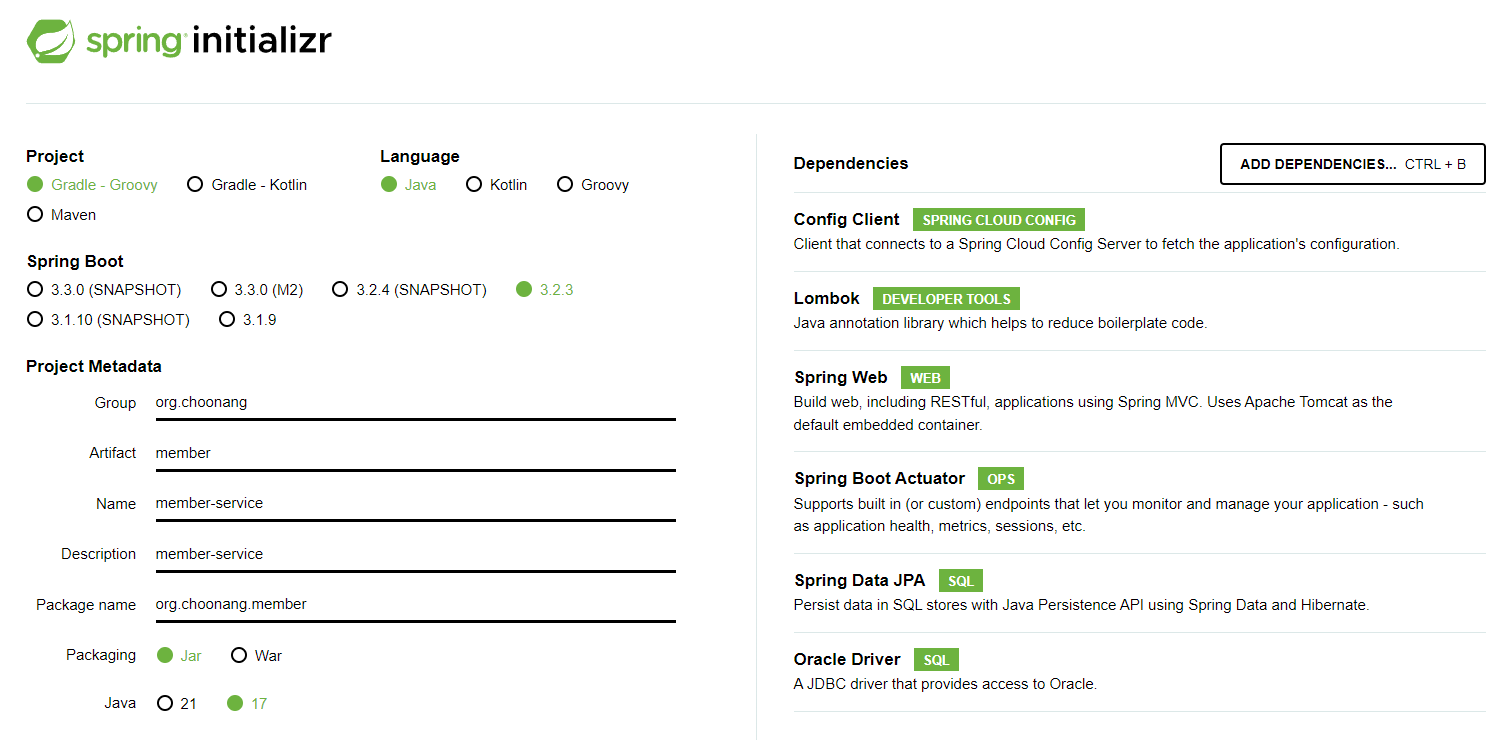 spring initializr
Project
Gradle - Groovy Gradle - Kotlin
Maven
Language
Java Kotlin Groovy
Spring Boot
3.3.0 (SNAPSHOT) 3.3.0 (M2) 3.2.4 (SNAPSHOT) 3.2.3
3.1.10 (SNAPSHOT) 3.1.9
Project Metadata
Group org.choonang
Artifact member
Name member-service
Description member-service
Package name org.choonang.member
Packaging Jar War
Java 21 17
Dependencies
ADD DEPENDENCIES... CTRL + B
Config Client SPRING CLOUD CONFIG
Client that connects to a Spring Cloud Config Server to fetch the application's configuration.
Lombok DEVELOPER TOOLS
Java annotation library which helps to reduce boilerplate code.
Spring Web WEB
Build web, including RESTful, applications using Spring MVC. Uses Apache Tomcat as the
default embedded container.
Spring Boot Actuator OPS
Supports built in (or custom) endpoints that let you monitor and manage your application - such
as application health, metrics, sessions, etc.
Spring Data JPA SQL
Persist data in SQL stores with Java Persistence API using Spring Data and Hibernate.
Oracle Driver SQL
A JDBC driver that provides access to Oracle.